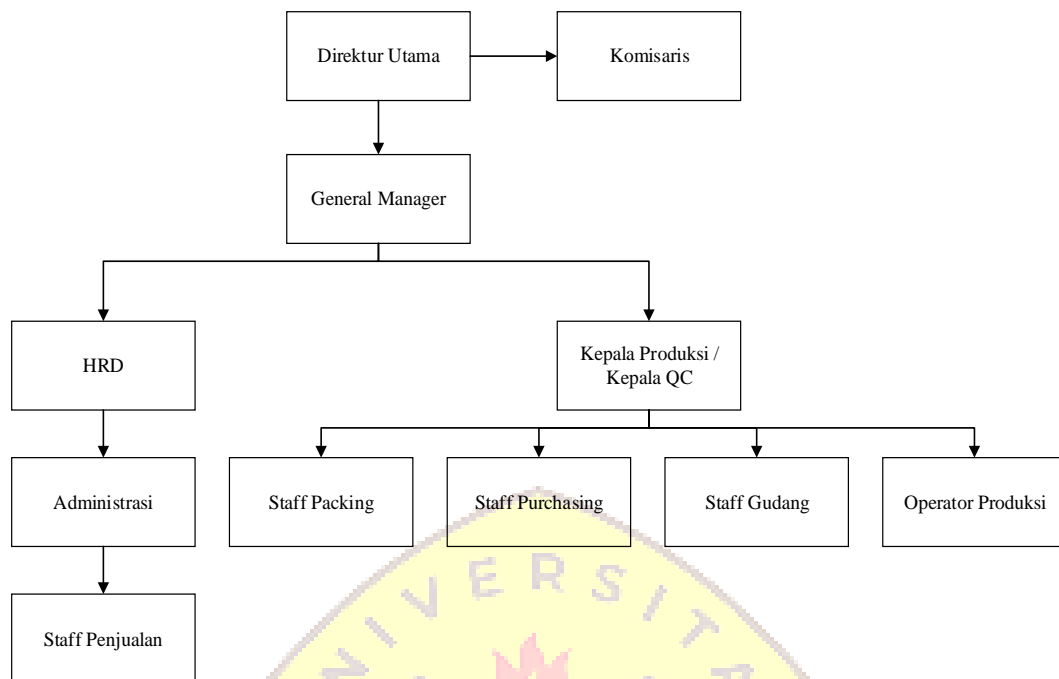 Direktur Utama
Komisaris
General Manager
HRD
Kepala Produksi /
Kepala QC
Administrasi
Staff Packing
Staff Purchasing
Staff Gudang
Operator Produksi
Staff Penjualan
NIVERSITA